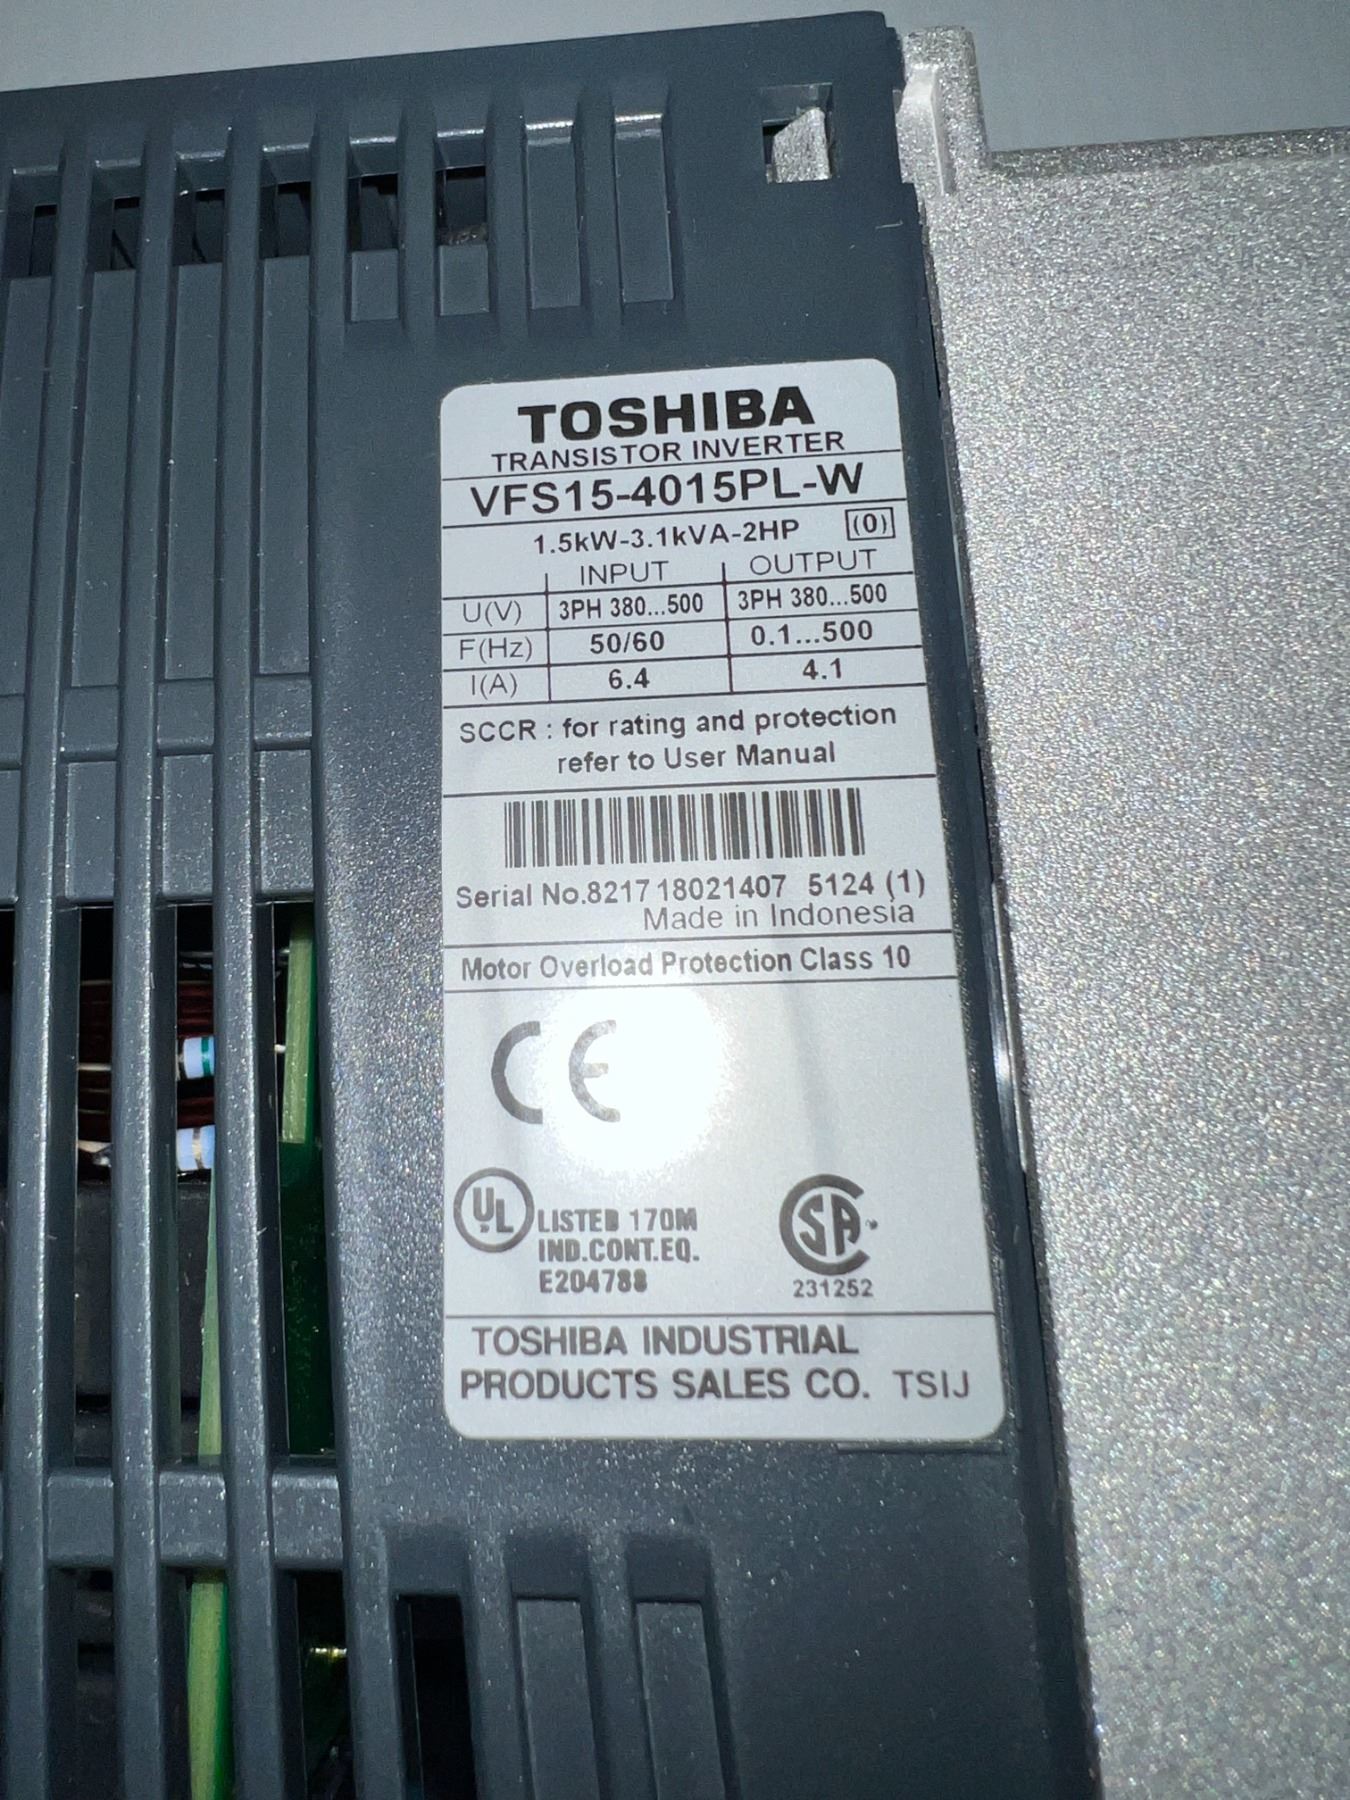 TOSHIBA
TRANSISTOR INVERTER
VFS15-4015PL-W
1.5kW-3.1kVA-2HP (0)
INPUT OUTPUT
U(V) 3PH 380...500 3PH 380...500
F(Hz) 50/60 0.1...500
I(A) 6.4 4.1
SCCR : for rating and protection
refer to User Manual
Serial No.8217 18021407 5124 (1)
Made in Indonesia
Motor Overload Protection Class 10
CE
UL LISTED 170M
IND.CONT.EQ.
E204788
SA
231252
TOSHIBA INDUSTRIAL
PRODUCTS SALES CO. TSIJ